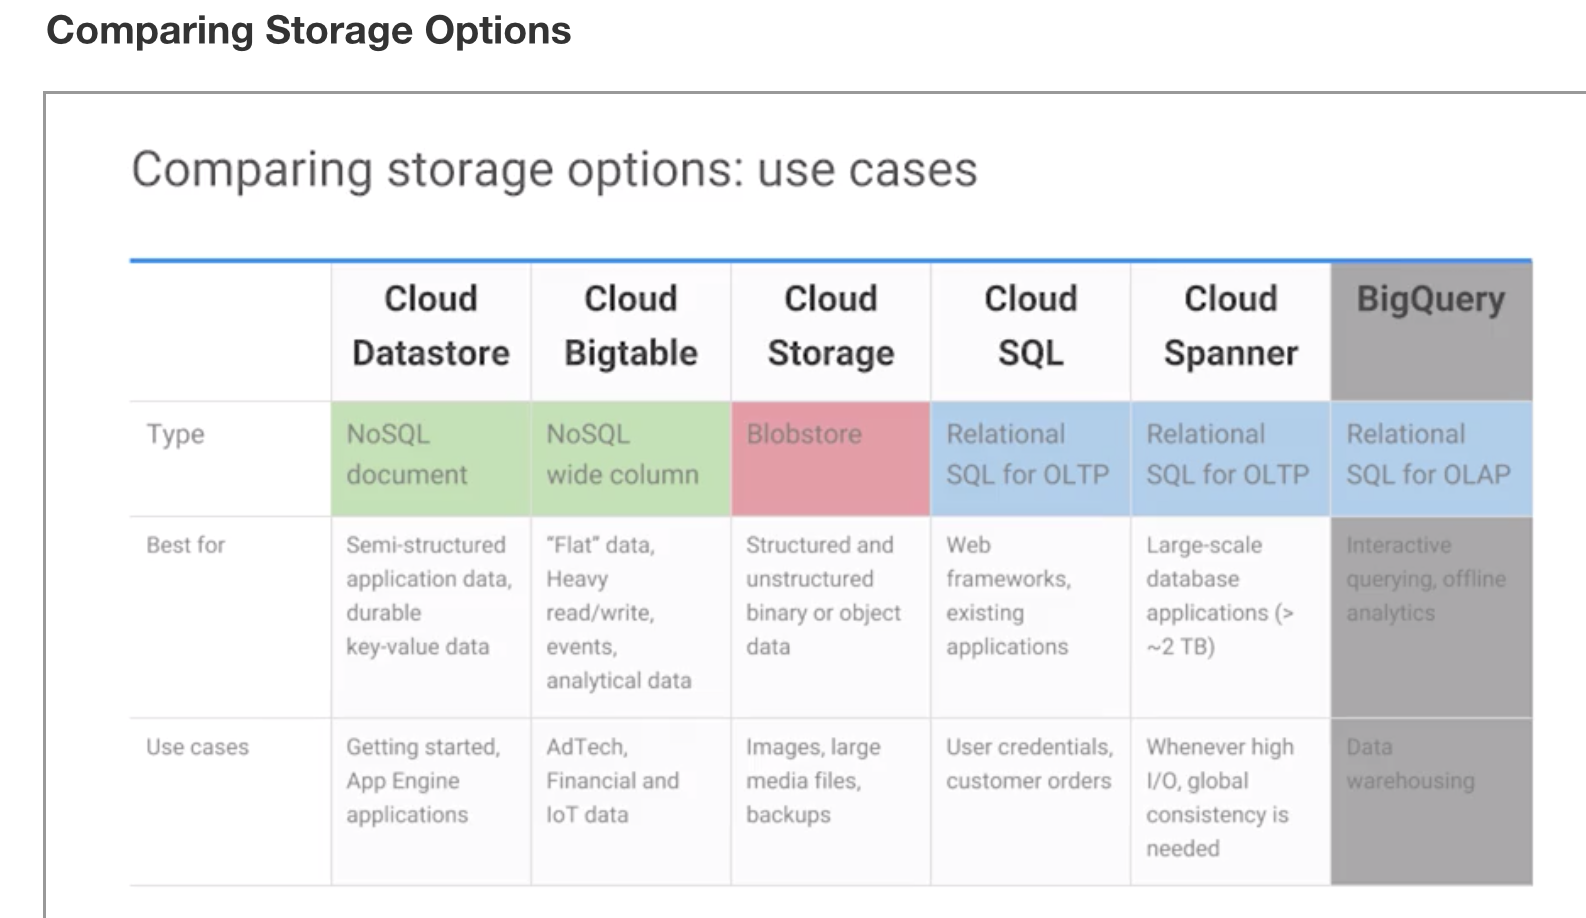 Comparing Storage Options
Comparing storage options: use cases
Cloud
Datastore
Cloud
Bigtable
Cloud
Storage
Cloud
SQL
Cloud
Spanner
BigQuery
Type
NoSQL
document
NoSQL
wide column
Blobstore
Relational
SQL for OLTP
Relational
SQL for OLTP
Relational
SQL for OLAP
Best for
Semi-structured
application data,
durable
key-value data
“Flat” data,
Heavy
read/write,
events,
analytical data
Structured and
unstructured
binary or object
data
Web
frameworks,
existing
applications
Large-scale
database
applications (>
~2 TB)
Interactive
querying, offline
analytics
Use cases
Getting started,
App Engine
applications
AdTech,
Financial and
IoT data
Images, large
media files,
backups
User credentials,
customer orders
Whenever high
I/O, global
consistency is
needed
Data
warehousing